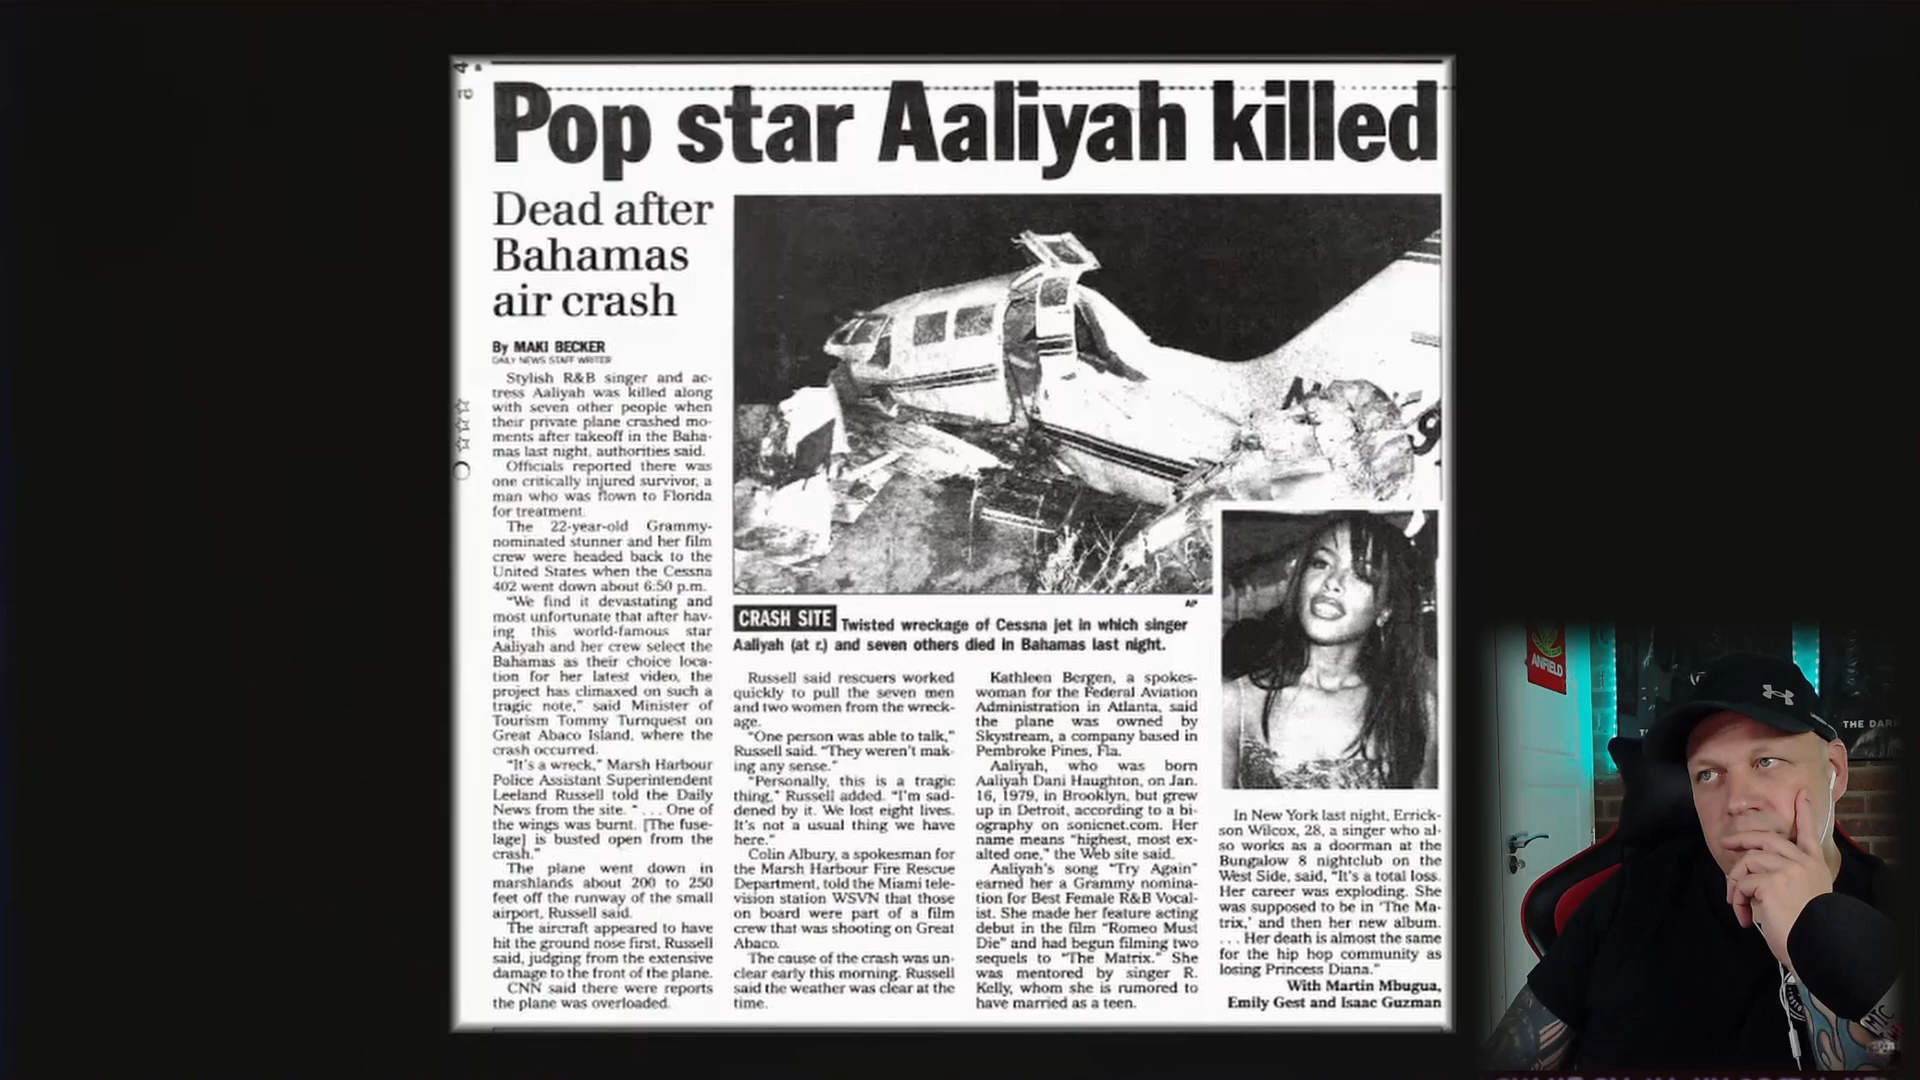 Pop star Aaliyah killed
Dead after
Bahamas
air crash
By MAKI BECKER
DAILY NEWS STAFF WRITER
Stylish R&B singer and ac-
tress Aaliyah was killed along
with seven other people when
their private plane crashed mo-
ments after takeoff in the Baha-
mas last night, authorities said.
Officials reported there was
one critically injured survivor, a
man who was flown to Florida
for treatment.
The 22-year-old Grammy-
nominated stunner and her film
crew were headed back to the
United States when the Cessna
402 went down about 6:50 p.m.
"We find it devastating and
most unfortunate that after hav-
ing this world-famous star
Aaliyah and her crew select the
Bahamas as their choice loca-
tion for her latest video, the
project has climaxed on such a
tragic note," said Minister of
Tourism Tommy Turnquest on
Great Abaco Island, where the
crash occurred.
"It's a wreck," Marsh Harbour
Police Assistant Superintendent
Leeland Russell told the Daily
News from the site. " . . . One of
the wings was burnt. [The fuse-
lage] is busted open from the
crash."
The plane went down in
marshlands about 200 to 250
feet off the runway of the small
airport, Russell said.
The aircraft appeared to have
hit the ground nose first, Russell
said, judging from the extensive
damage to the front of the plane.
CNN said there were reports
the plane was overloaded.
AP
CRASH SITE Twisted wreckage of Cessna jet in which singer
Aaliyah (at r.) and seven others died in Bahamas last night.
Russell said rescuers worked
quickly to pull the seven men
and two women from the wreck-
age.
"One person was able to talk,"
Russell said. "They weren't mak-
ing any sense."
"Personally, this is a tragic
thing," Russell added. "I'm sad-
dened by it. We lost eight lives.
It's not a usual thing we have
here."
Colin Albury, a spokesman for
the Marsh Harbour Fire Rescue
Department, told the Miami tele-
vision station WSVN that those
on board were part of a film
crew that was shooting on Great
Abaco.
The cause of the crash was un-
clear early this morning. Russell
said the weather was clear at the
time.
Kathleen Bergen, a spokes-
woman for the Federal Aviation
Administration in Atlanta, said
the plane was owned by
Skystream, a company based in
Pembroke Pines, Fla.
Aaliyah, who was born
Aaliyah Dani Haughton, on Jan.
16, 1979, in Brooklyn, but grew
up in Detroit, according to a bi-
ography on sonicnet.com. Her
name means "highest, most ex-
alted one," the Web site said.
Aaliyah's song "Try Again"
earned her a Grammy nomina-
tion for Best Female R&B Vocal-
ist. She made her feature acting
debut in the film "Romeo Must
Die" and had begun filming two
sequels to "The Matrix." She
was mentored by singer R.
Kelly, whom she is rumored to
have married as a teen.
In New York last night, Errick-
son Wilcox, 28, a singer who al-
so works as a doorman at the
Bungalow 8 nightclub on the
West Side, said, "It's a total loss.
Her career was exploding. She
was supposed to be in 'The Ma-
trix,' and then her new album.
. . . Her death is almost the same
for the hip hop community as
losing Princess Diana."
With Martin Mbugua,
Emily Gest and Isaac Guzman
ANFIELD
THE DARK